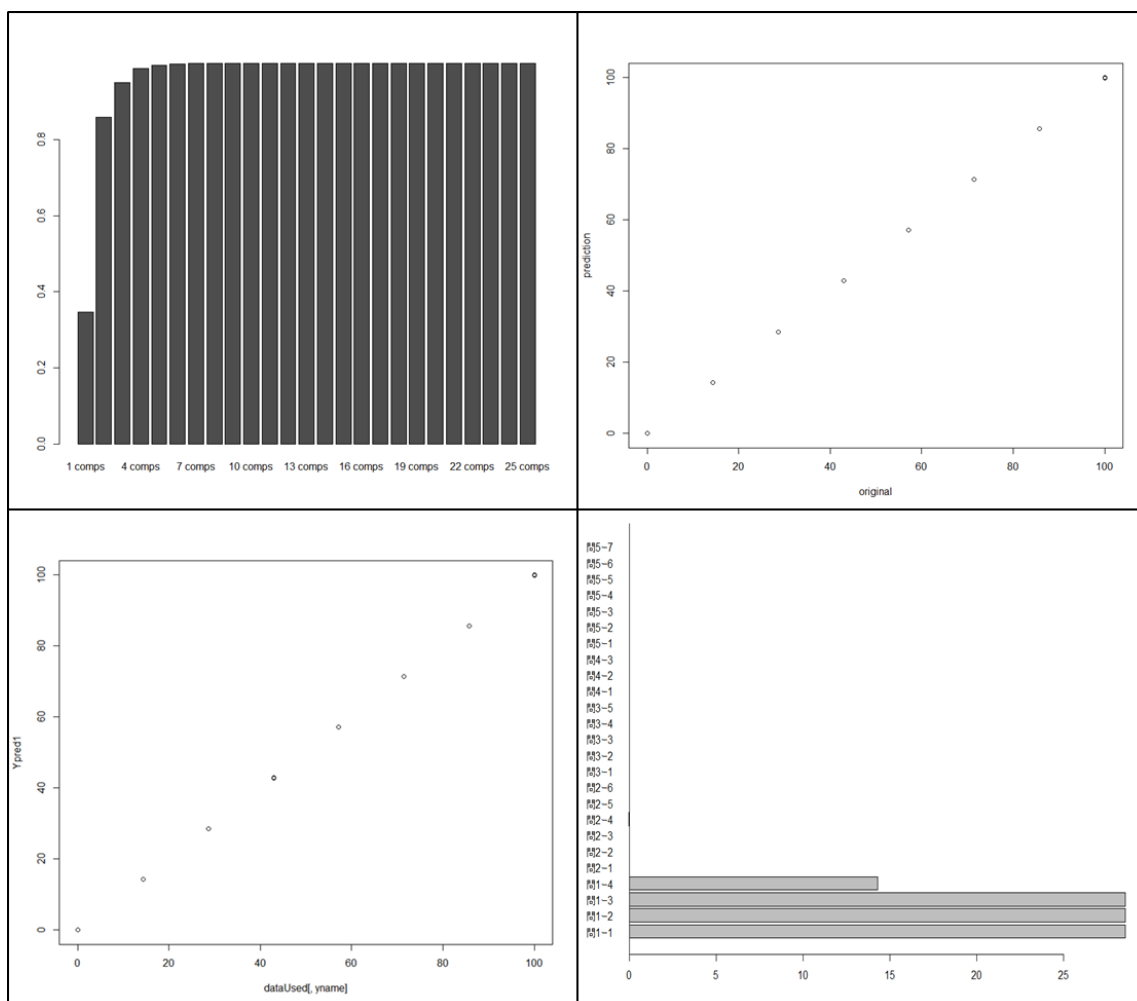 0.8
0.6
0.4
0.2
0.0
1 comps 4 comps 7 comps 10 comps 13 comps 16 comps 19 comps 22 comps 25 comps
prediction
100
80
60
40
20
0
0 20 40 60 80 100
original
Ypred1
100
80
60
40
20
0
0 20 40 60 80 100
dataUsed[, yname]
問5-7
問5-6
問5-5
問5-4
問5-3
問5-2
問5-1
問4-3
問4-2
問4-1
問3-5
問3-4
問3-3
問3-2
問3-1
問2-6
問2-5
問2-4
問2-3
問2-2
問2-1
問1-4
問1-3
問1-2
問1-1
0 5 10 15 20 25